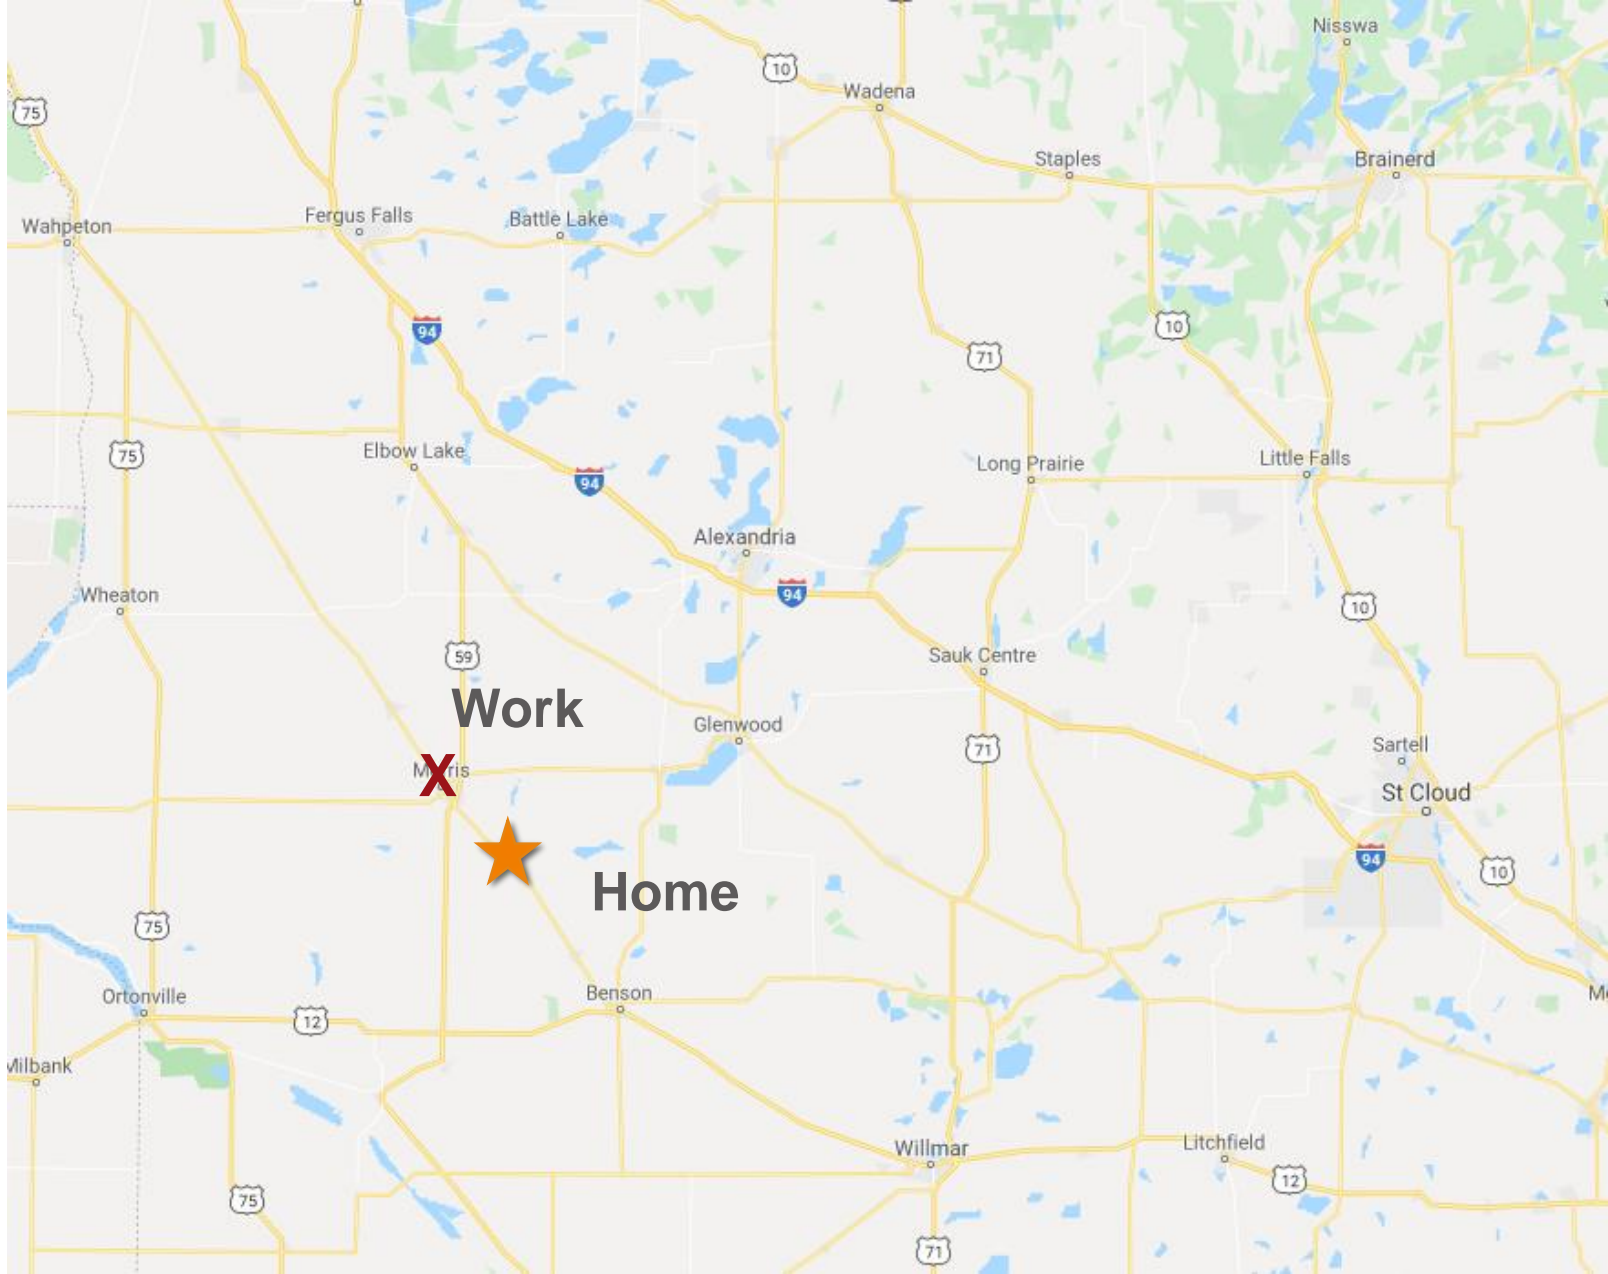 Nisswa
10
75
Wadena
Staples
Brainerd
Wahpeton
Fergus Falls
Battle Lake
94
10
71
75
Elbow Lake
94
Long Prairie
Little Falls
Alexandria
94
Wheaton
10
59
Sauk Centre
Work
Glenwood
71
Sartell
St Cloud
X
94
10
Home
75
Ortonville
12
Benson
Milbank
Willmar
Litchfield
12
75
71